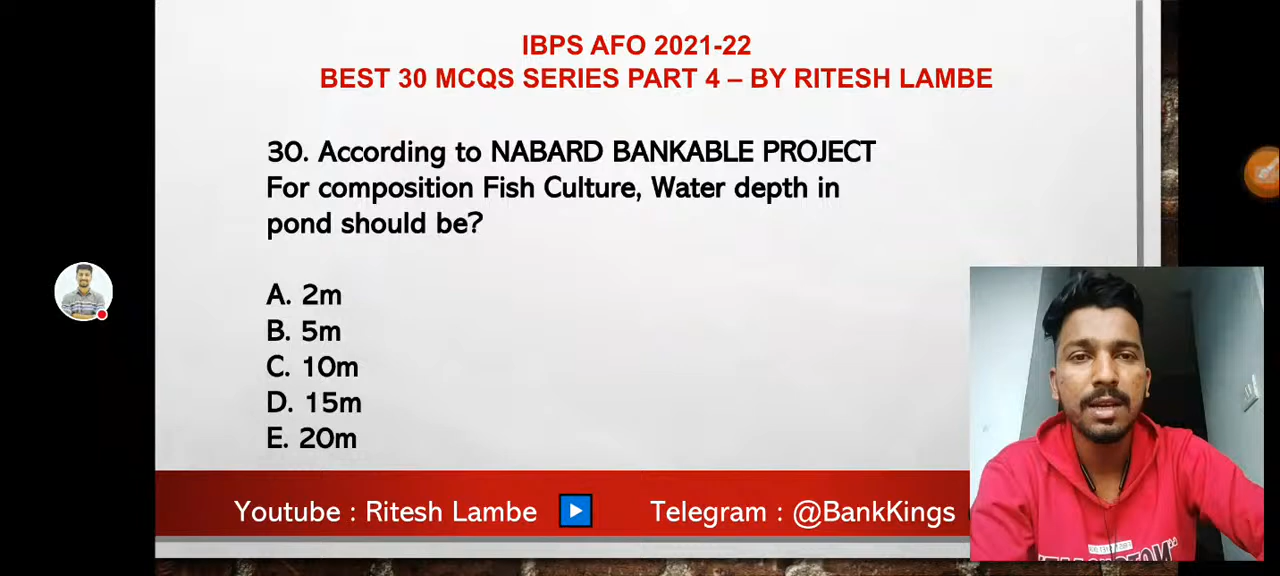 IBPS AFO 2021-22
BEST 30 MCQS SERIES PART 4 – BY RITESH LAMBE
30. According to NABARD BANKABLE PROJECT
For composition Fish Culture, Water depth in
pond should be?
A. 2m
B. 5m
C. 10m
D. 15m
E. 20m
Youtube : Ritesh Lambe
Telegram : @BankKings